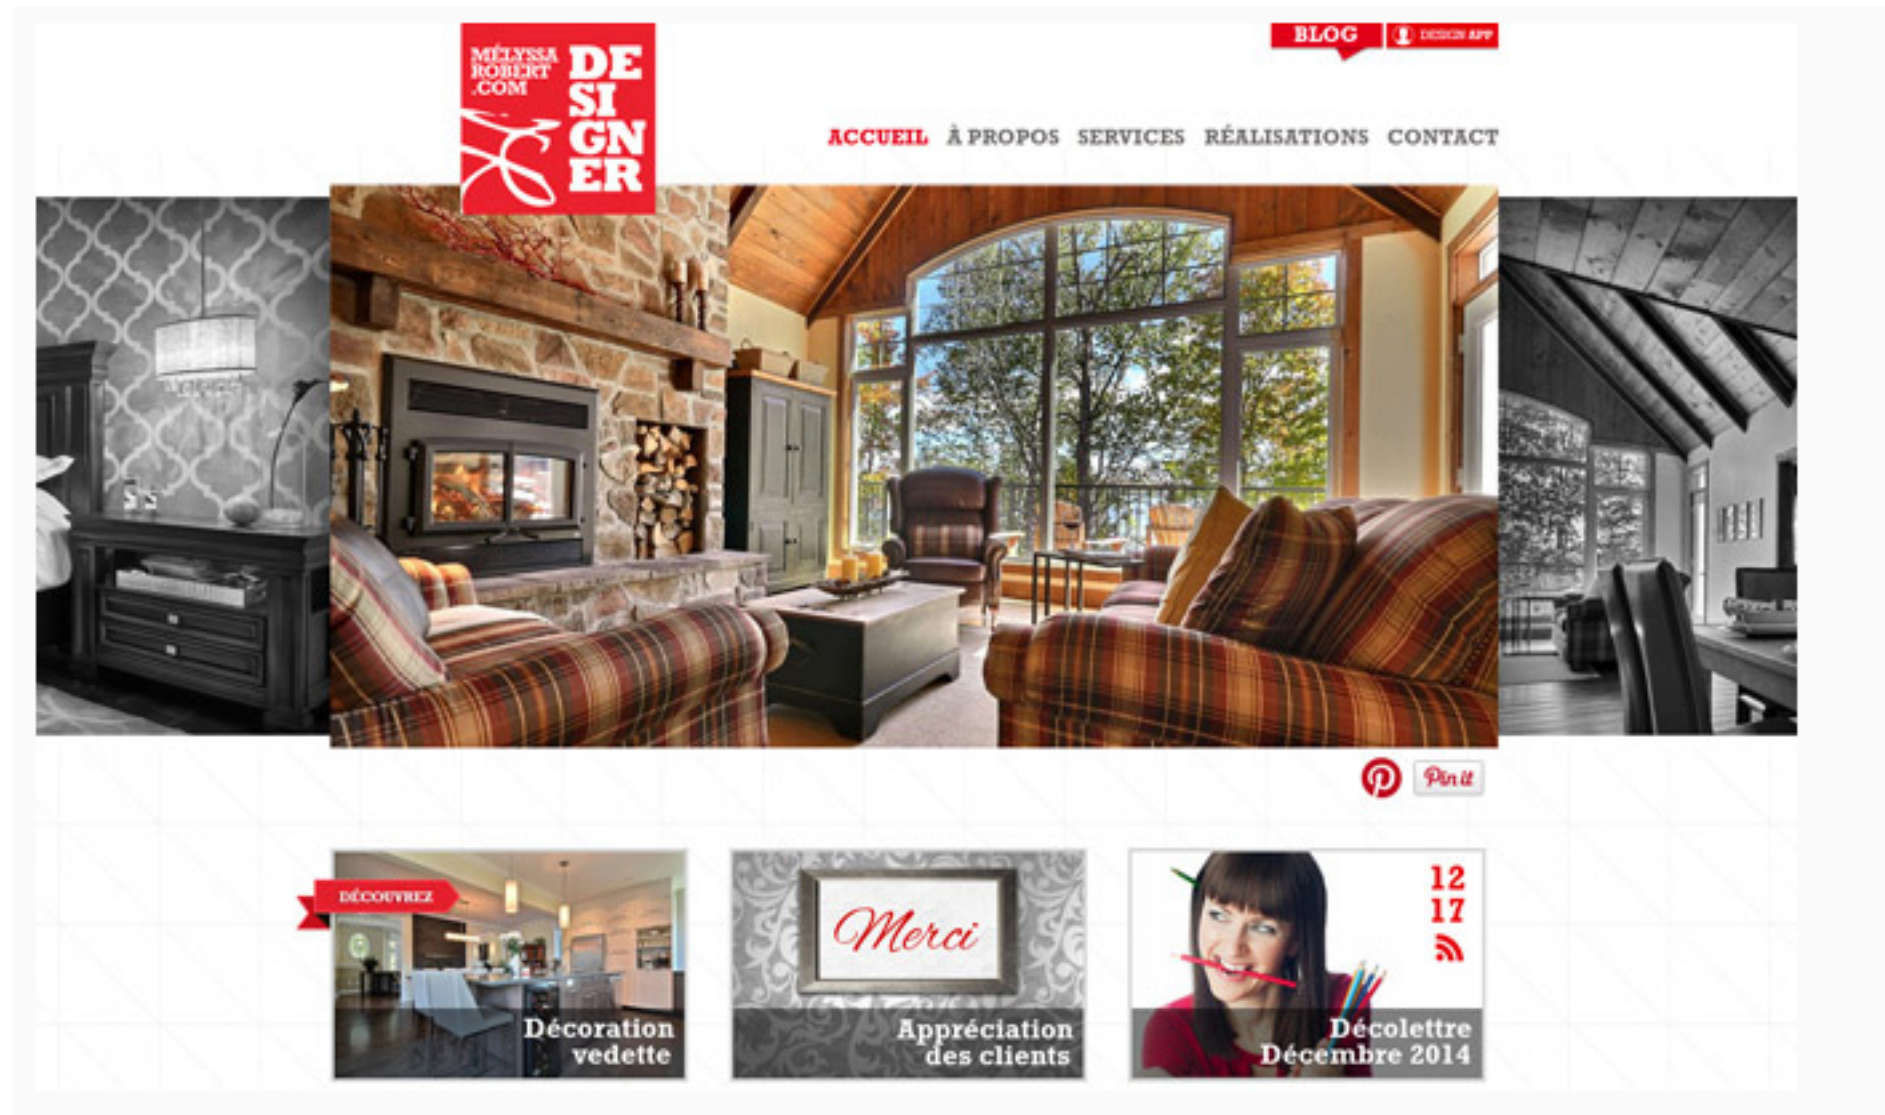 MÉLYSSA
ROBERT
.COM
DE
SI
GN
ER
BLOG
DESIGN APP
ACCUEIL À PROPOS SERVICES RÉALISATIONS CONTACT
Pin it
DÉCOUVREZ
Décoration
vedette
Merci
Appréciation
des clients
12
17
Décolettre
Décembre 2014